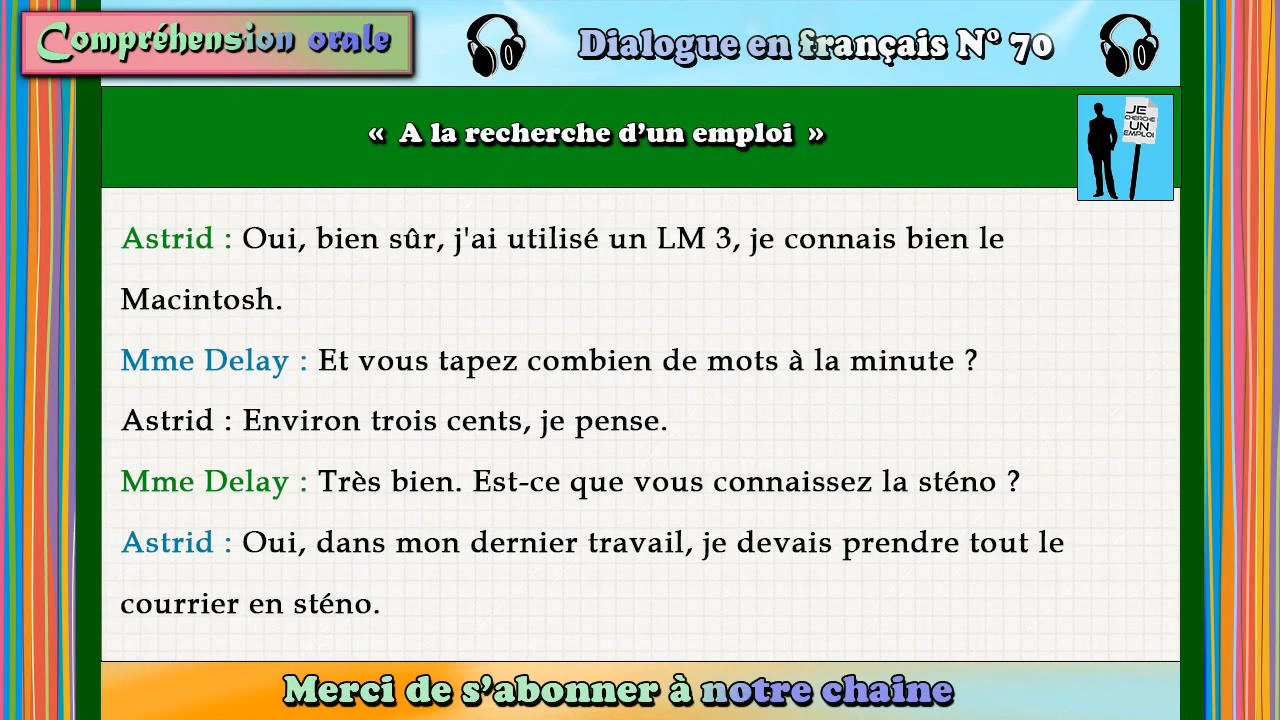 Compréhension orale
Dialogue en français N° 70
« A la recherche d’un emploi »
JE
CHERCHE
UN
EMPLOI
Astrid : Oui, bien sûr, j'ai utilisé un LM 3, je connais bien le
Macintosh.
Mme Delay : Et vous tapez combien de mots à la minute ?
Astrid : Environ trois cents, je pense.
Mme Delay : Très bien. Est-ce que vous connaissez la sténo ?
Astrid : Oui, dans mon dernier travail, je devais prendre tout le
courrier en sténo.
Merci de s’abonner à notre chaine